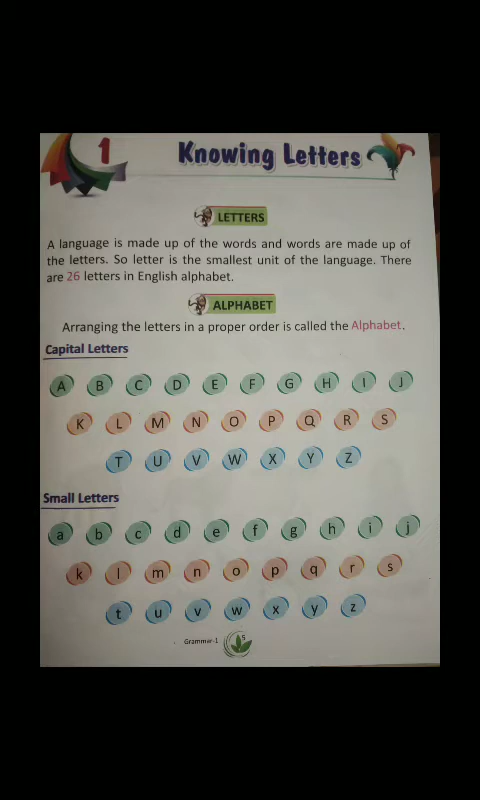 1 Knowing Letters
LETTERS
A language is made up of the words and words are made up of
the letters. So letter is the smallest unit of the language. There
are 26 letters in English alphabet.
ALPHABET
Arranging the letters in a proper order is called the Alphabet.
Capital Letters
A B C D E F G H I J
K L M N O P Q R S
T U V W X Y Z
Small Letters
a b c d e f g h i j
k l m n o p q r s
t u v w x y z
Grammar-1 5